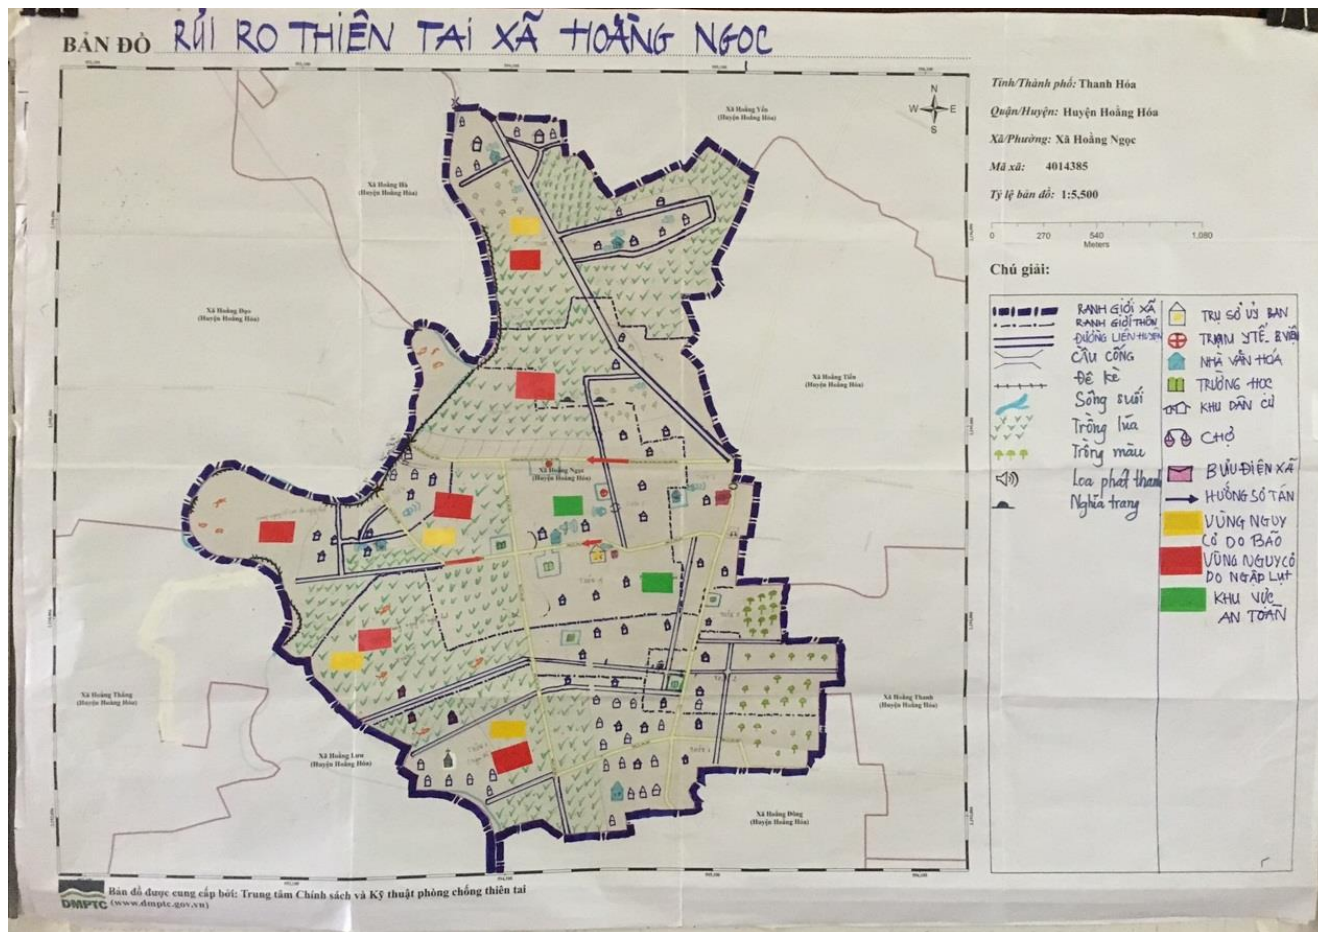 BẢN ĐỒ RỦI RO THIÊN TAI XÃ HOẰNG NGỌC
Tỉnh/Thành phố: Thanh Hóa
Quận/Huyện: Huyện Hoằng Hóa
Xã/Phường: Xã Hoằng Ngọc
Mã xã: 4014385
Tỷ lệ bản đồ: 1:5,500
0 270 540 1,080
Meters
Chú giải:
RANH GIỚI XÃ
RANH GIỚI THÔN
ĐƯỜNG LIÊN HUYỆN
CẦU CỐNG
Đê kè
Sông suối
Trồng lúa
Trồng màu
Loa phát thanh
Nghĩa trang
TRỤ SỞ UỶ BAN
TRẠM YTẾ, B.VIỆN
NHÀ VĂN HÓA
TRƯỜNG HỌC
KHU DÂN CƯ
CHỢ
BƯU ĐIỆN XÃ
HƯỚNG SƠ TÁN
VÙNG NGUY
CƠ DO BÃO
VÙNG NGUY CƠ
DO NGẬP LỤT
KHU VỰC
AN TOÀN
N
W E
S
Xã Hoằng Yến
(Huyện Hoằng Hóa)
Xã Hoằng Hà
(Huyện Hoằng Hóa)
Xã Hoằng Đạo
(Huyện Hoằng Hóa)
Xã Hoằng Tiến
(Huyện Hoằng Hóa)
Xã Hoằng Ngọc
(Huyện Hoằng Hóa)
Xã Hoằng Thắng
(Huyện Hoằng Hóa)
Xã Hoằng Thanh
(Huyện Hoằng Hóa)
Xã Hoằng Lưu
(Huyện Hoằng Hóa)
Xã Hoằng Đông
(Huyện Hoằng Hóa)
DMPTC
Bản đồ được cung cấp bởi: Trung tâm Chính sách và Kỹ thuật phòng chống thiên tai
(www.dmptc.gov.vn)